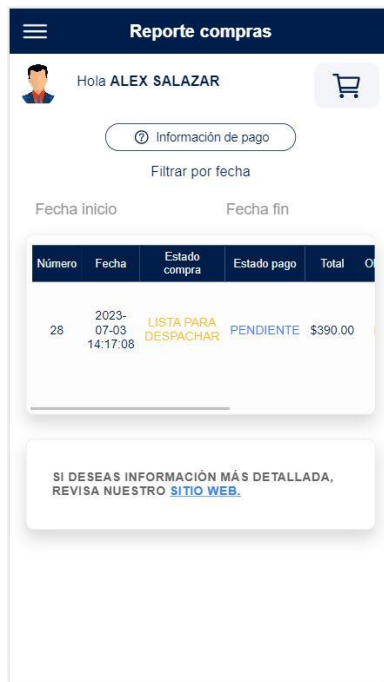 Reporte compras
Hola ALEX SALAZAR
Información de pago
Filtrar por fecha
Fecha inicio Fecha fin
Número Fecha Estado compra Estado pago Total
28 2023-07-03 14:17:08 LISTA PARA DESPACHAR PENDIENTE $390.00
SI DESEAS INFORMACIÓN MÁS DETALLADA,
REVISA NUESTRO SITIO WEB.